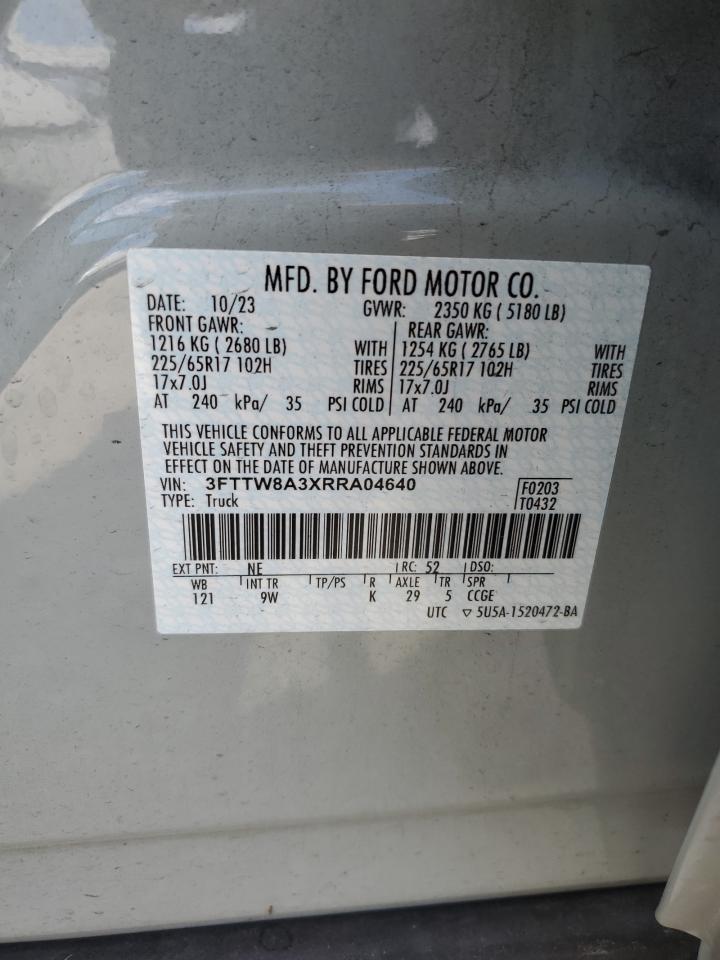 MFD. BY FORD MOTOR CO.
DATE: 10/23 GVWR: 2350 KG ( 5180 LB)
FRONT GAWR: REAR GAWR:
1216 KG ( 2680 LB) WITH 1254 KG ( 2765 LB) WITH
225/65R17 102H TIRES 225/65R17 102H TIRES
17x7.0J RIMS 17x7.0J RIMS
AT 240 kPa/ 35 PSI COLD AT 240 kPa/ 35 PSI COLD
THIS VEHICLE CONFORMS TO ALL APPLICABLE FEDERAL MOTOR
VEHICLE SAFETY AND THEFT PREVENTION STANDARDS IN
EFFECT ON THE DATE OF MANUFACTURE SHOWN ABOVE.
VIN: 3FTTW8A3XRRA04640 F0203
TYPE: Truck T0432
EXT PNT: NE RC: 52 DSO:
WB INT TR TP/PS R AXLE TR SPR
121 9W K 29 5 CCGE
UTC ▽ 5U5A-1520472-BA